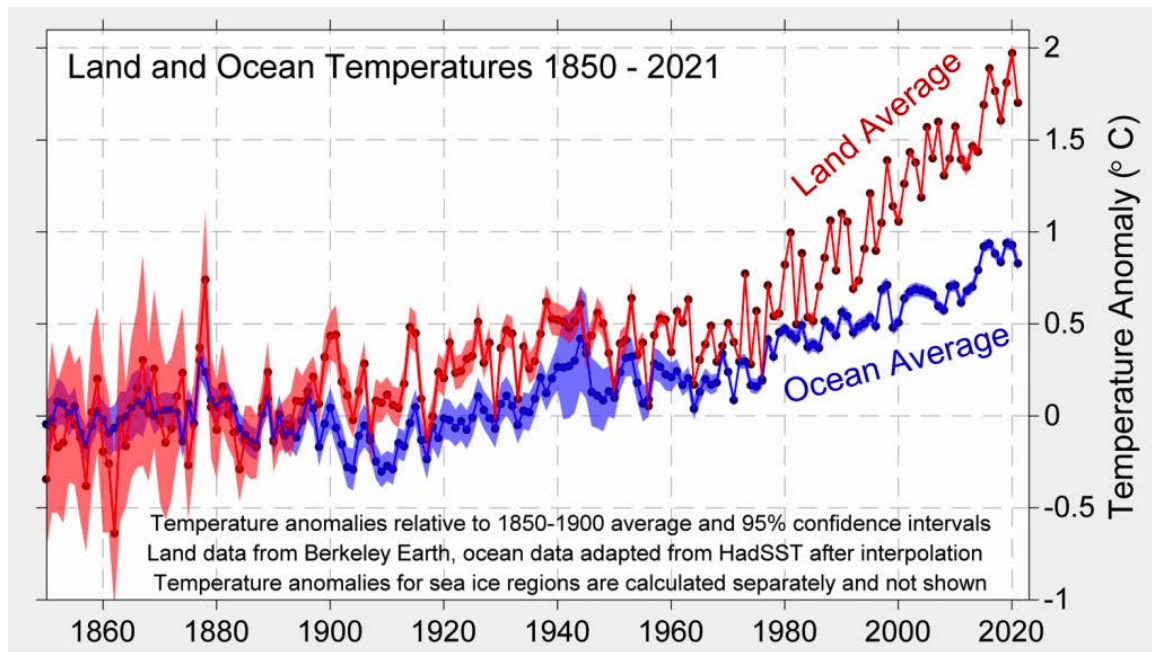 Land and Ocean Temperatures 1850 - 2021
Land Average
Ocean Average
Temperature anomalies relative to 1850-1900 average and 95% confidence intervals
Land data from Berkeley Earth, ocean data adapted from HadSST after interpolation
Temperature anomalies for sea ice regions are calculated separately and not shown
2
1.5
1
0.5
0
-0.5
-1
Temperature Anomaly (° C)
1860 1880 1900 1920 1940 1960 1980 2000 2020